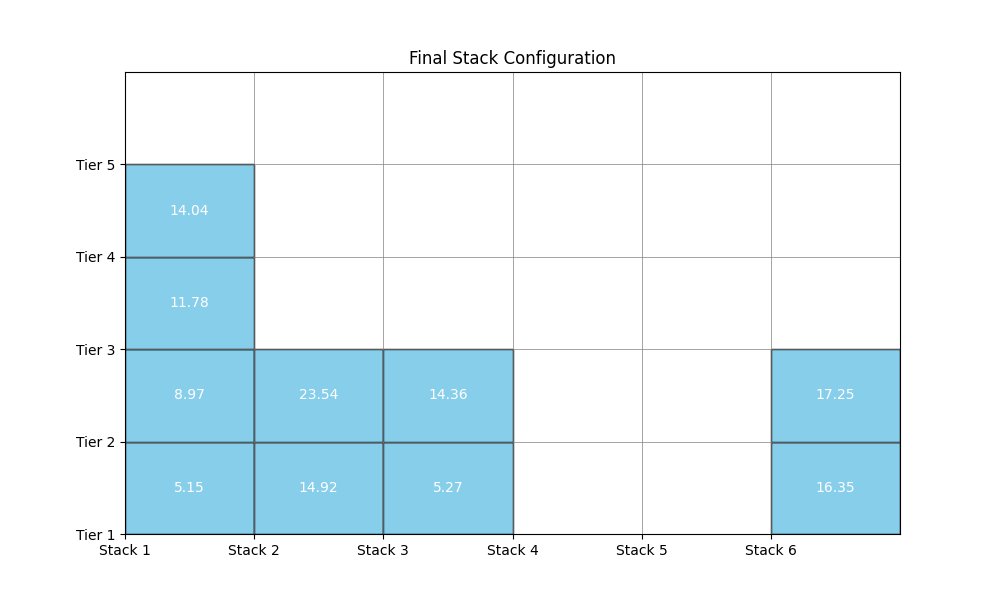 Final Stack Configuration
Tier 5
14.04
Tier 4
11.78
Tier 3
8.97 23.54 14.36 17.25
Tier 2
5.15 14.92 5.27 16.35
Tier 1
Stack 1 Stack 2 Stack 3 Stack 4 Stack 5 Stack 6